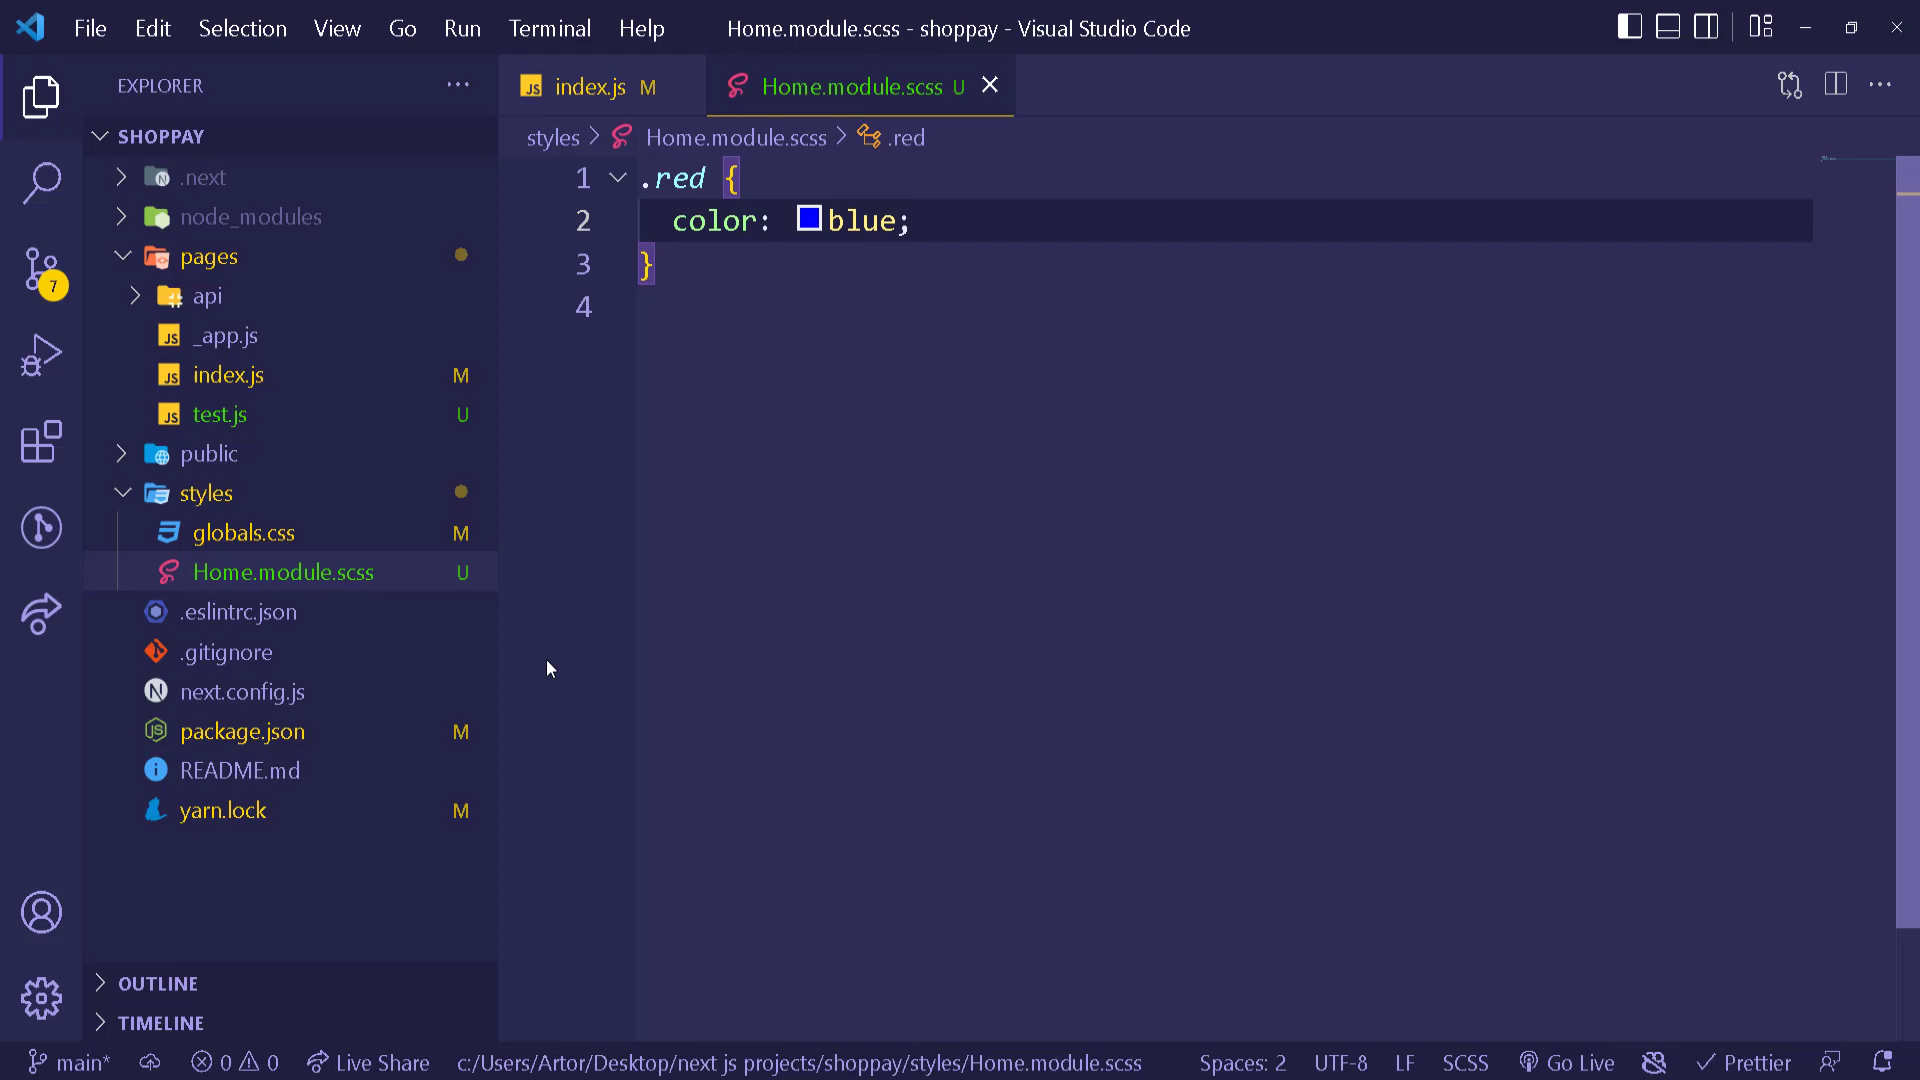 File Edit Selection View Go Run Terminal Help Home.module.scss - shoppay - Visual Studio Code
EXPLORER
index.js M Home.module.scss U
SHOPPAY
styles > Home.module.scss > .red
.next
node_modules
pages
api
_app.js
index.js M
test.js U
public
styles
globals.css M
Home.module.scss U
.eslintrc.json
.gitignore
next.config.js
package.json M
README.md
yarn.lock M
7
JS
JS
JS
JS
N
1 .red {
2 color: blue;
3 }
4
OUTLINE
TIMELINE
main* 0 0 Live Share c:/Users/Artor/Desktop/next js projects/shoppay/styles/Home.module.scss Spaces: 2 UTF-8 LF SCSS Go Live Prettier